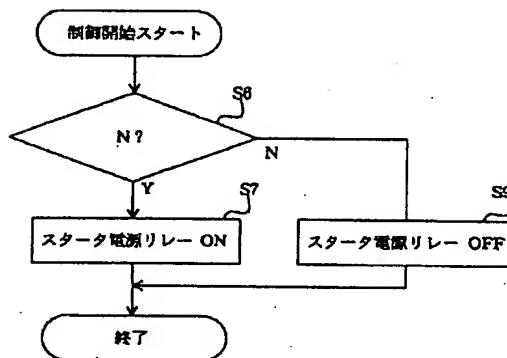 制御開始スタート
S6
N?
N
Y
S7
S9
スタータ電源リレー ON
スタータ電源リレー OFF
終了